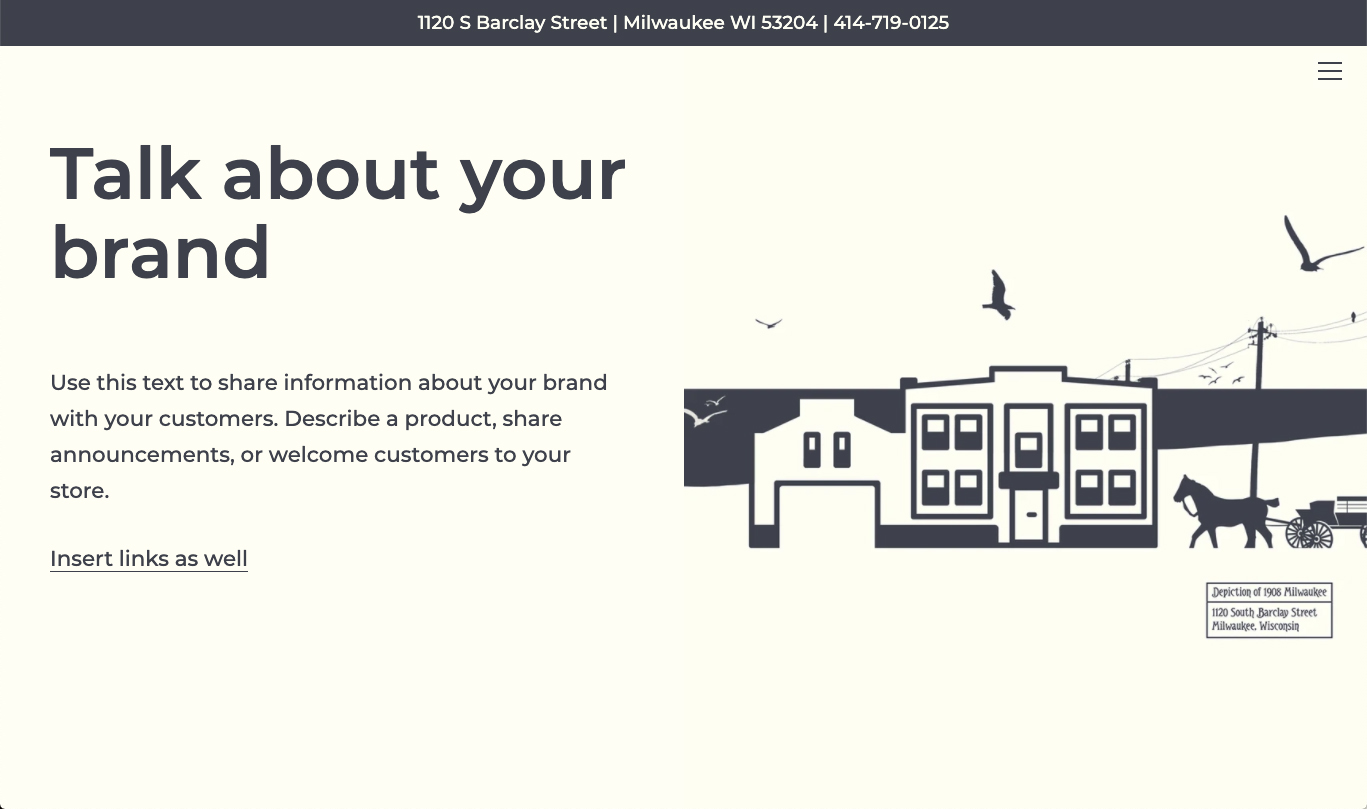 1120 S Barclay Street | Milwaukee WI 53204 | 414-719-0125
Talk about your
brand
Use this text to share information about your brand
with your customers. Describe a product, share
announcements, or welcome customers to your
store.
Insert links as well
Depiction of 1908 Milwaukee
1120 South Barclay Street
Milwaukee, Wisconsin